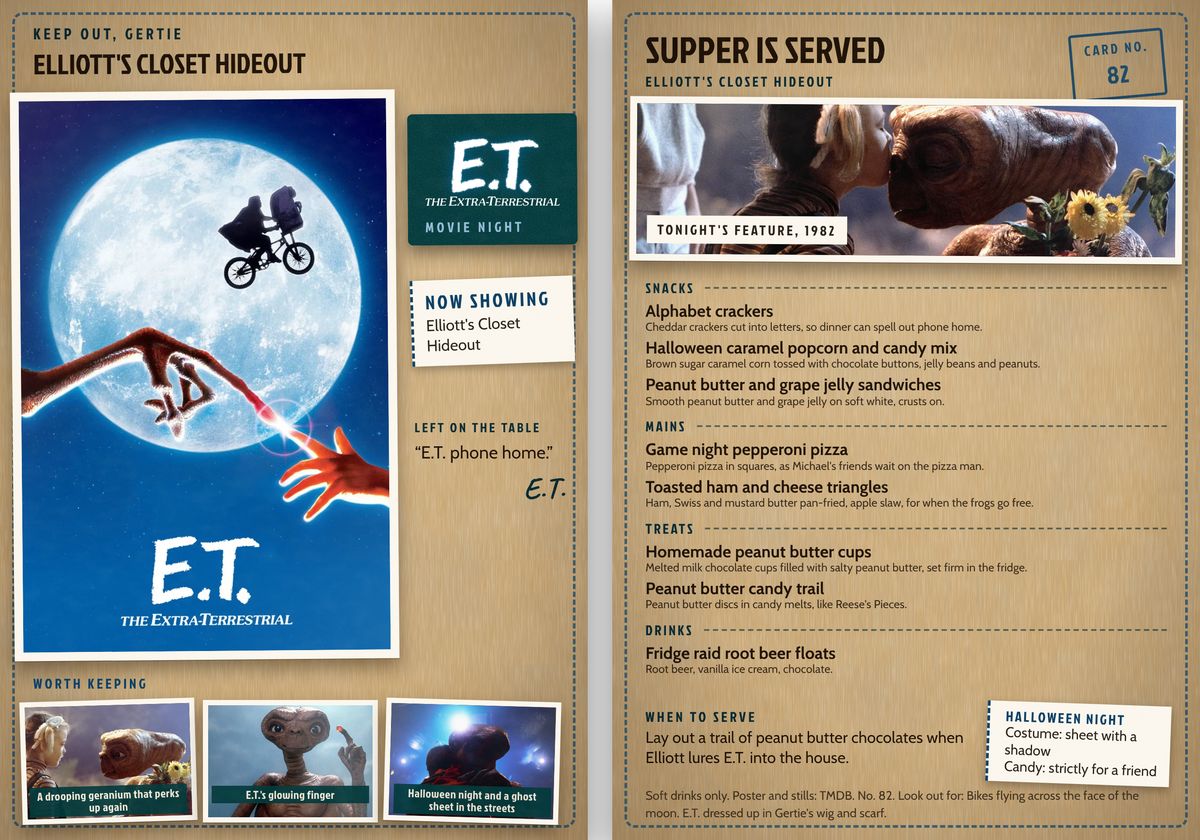 KEEP OUT, GERTIE
ELLIOTT'S CLOSET HIDEOUT
E.T.
THE EXTRA-TERRESTRIAL
E.T.
THE EXTRA-TERRESTRIAL
MOVIE NIGHT
NOW SHOWING
Elliott's Closet
Hideout
LEFT ON THE TABLE
“E.T. phone home.”
E.T.
WORTH KEEPING
A drooping geranium that perks
up again
E.T.'s glowing finger
Halloween night and a ghost
sheet in the streets
SUPPER IS SERVED
ELLIOTT'S CLOSET HIDEOUT
CARD NO.
82
TONIGHT'S FEATURE, 1982
SNACKS
Alphabet crackers
Cheddar crackers cut into letters, so dinner can spell out phone home.
Halloween caramel popcorn and candy mix
Brown sugar caramel corn tossed with chocolate buttons, jelly beans and peanuts.
Peanut butter and grape jelly sandwiches
Smooth peanut butter and grape jelly on soft white, crusts on.
MAINS
Game night pepperoni pizza
Pepperoni pizza in squares, as Michael's friends wait on the pizza man.
Toasted ham and cheese triangles
Ham, Swiss and mustard butter pan-fried, apple slaw, for when the frogs go free.
TREATS
Homemade peanut butter cups
Melted milk chocolate cups filled with salty peanut butter, set firm in the fridge.
Peanut butter candy trail
Peanut butter discs in candy melts, like Reese's Pieces.
DRINKS
Fridge raid root beer floats
Root beer, vanilla ice cream, chocolate.
WHEN TO SERVE
Lay out a trail of peanut butter chocolates when
Elliott lures E.T. into the house.
HALLOWEEN NIGHT
Costume: sheet with a
shadow
Candy: strictly for a friend
Soft drinks only. Poster and stills: TMDB. No. 82. Look out for: Bikes flying across the face of the
moon. E.T. dressed up in Gertie's wig and scarf.